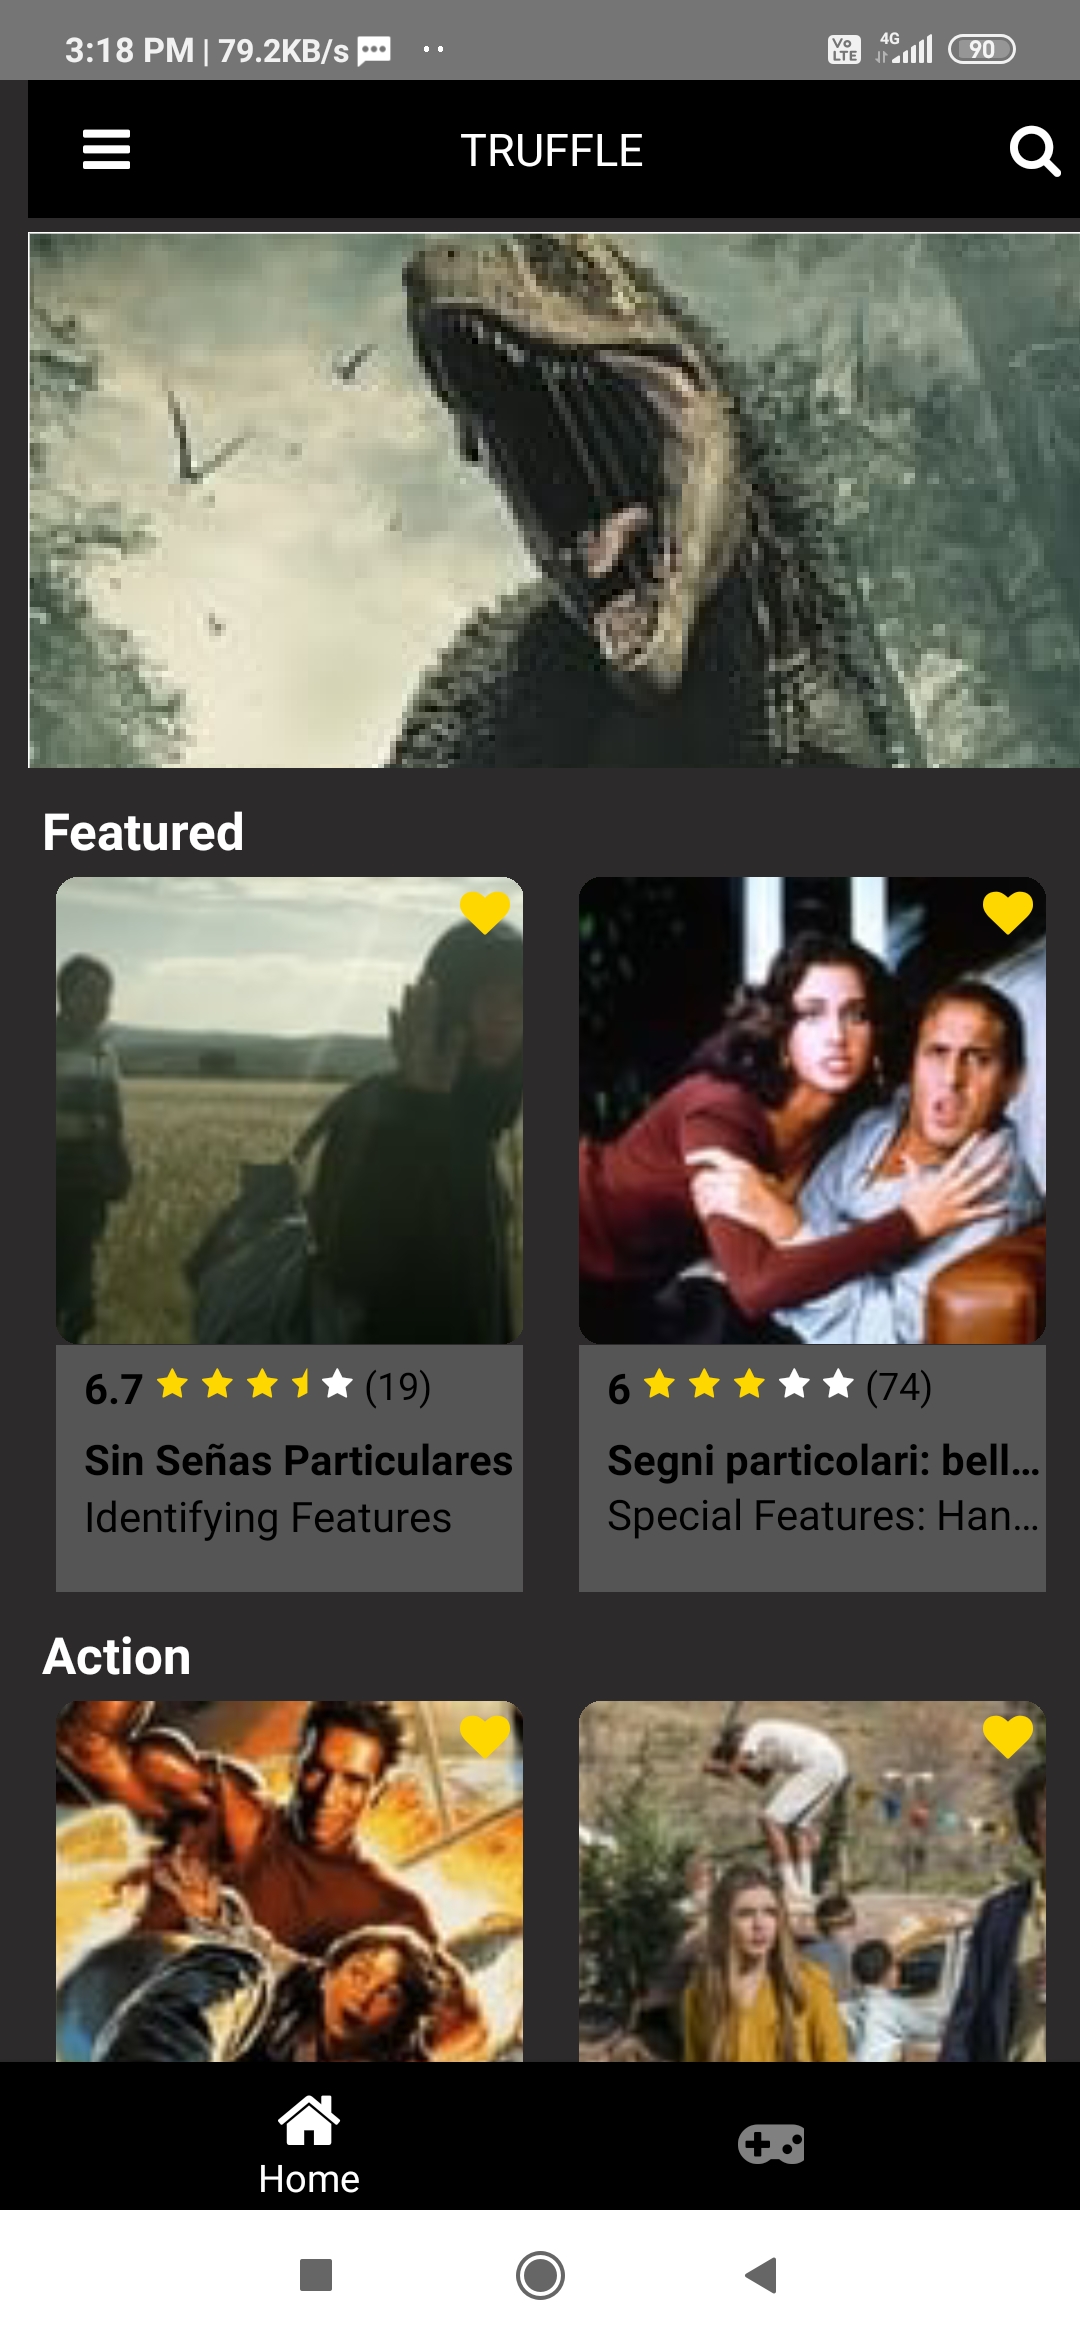 3:18 PM | 79.2KB/s
Vo LTE 4G 90
TRUFFLE
Featured
6.7 (19)
Sin Señas Particulares
Identifying Features
6 (74)
Segni particolari: bell...
Special Features: Han...
Action
Home